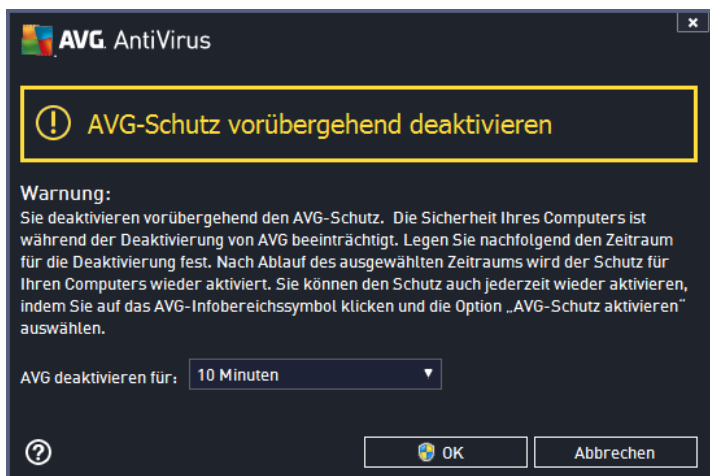 AVG. AntiVirus
x
AVG-Schutz vorübergehend deaktivieren
Warnung:
Sie deaktivieren vorübergehend den AVG-Schutz. Die Sicherheit Ihres Computers ist
während der Deaktivierung von AVG beeinträchtigt. Legen Sie nachfolgend den Zeitraum
für die Deaktivierung fest. Nach Ablauf des ausgewählten Zeitraums wird der Schutz für
Ihren Computers wieder aktiviert. Sie können den Schutz auch jederzeit wieder aktivieren,
indem Sie auf das AVG-Infobereichssymbol klicken und die Option „AVG-Schutz aktivieren“
auswählen.
AVG deaktivieren für: 10 Minuten
? OK Abbrechen